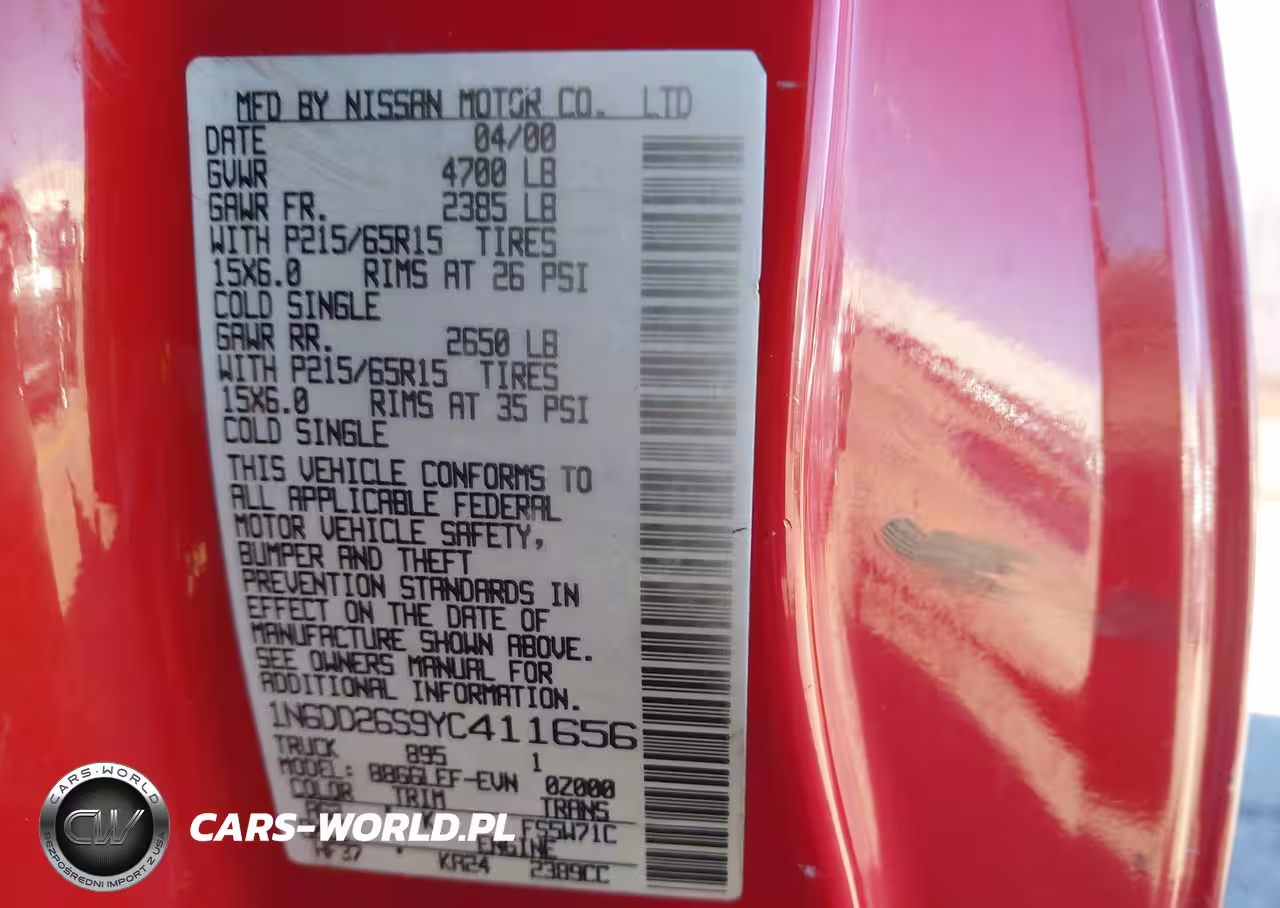 MFD BY NISSAN MOTOR CO. LTD
DATE 04/00
GVWR 4700 LB
GAWR FR. 2385 LB
WITH P215/65R15 TIRES
15X6.0 RIMS AT 26 PSI
COLD SINGLE
GAWR RR. 2650 LB
WITH P215/65R15 TIRES
15X6.0 RIMS AT 35 PSI
COLD SINGLE
THIS VEHICLE CONFORMS TO
ALL APPLICABLE FEDERAL
MOTOR VEHICLE SAFETY,
BUMPER AND THEFT
PREVENTION STANDARDS IN
EFFECT ON THE DATE OF
MANUFACTURE SHOWN ABOVE.
SEE OWNERS MANUAL FOR
ADDITIONAL INFORMATION.
1N6DD26S9YC411656
TRUCK 895 1
MODEL: 0Z000
COLOR TRIM TRANS
FS5W71C
ENGINE
KA24 2389CC
CARS-WORLD
CW
BEZPOŚREDNI IMPORT Z USA
CARS-WORLD.PL